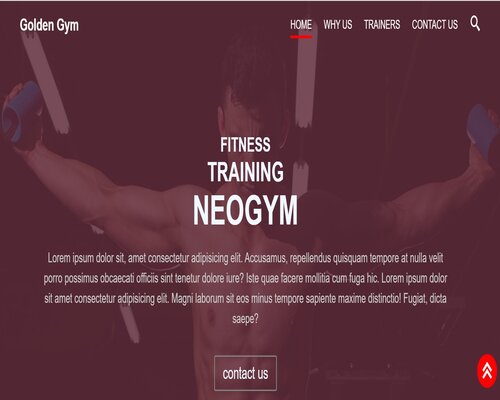 Golden Gym
HOME WHY US TRAINERS CONTACT US
FITNESS
TRAINING
NEOGYM
Lorem ipsum dolor sit, amet consectetur adipisicing elit. Accusamus, repellendus quisquam tempore at nulla velit
porro possimus obcaecati officiis sint tenetur dolore iure? Iste quae facere mollitia cum fuga hic. Lorem ipsum dolor
sit amet consectetur adipisicing elit. Magni laborum sit eos minus tempore sapiente maxime distinctio! Fugiat, dicta
saepe?
contact us